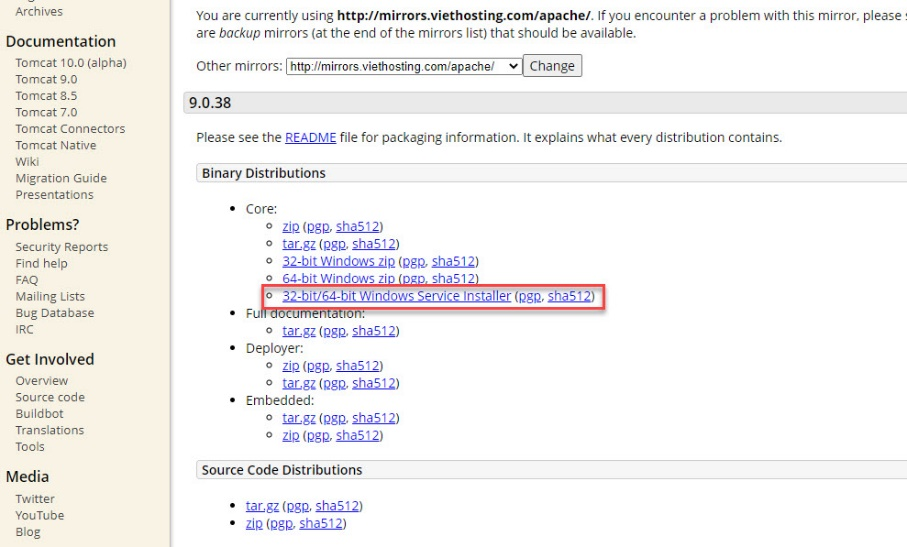 Archives
Documentation
Tomcat 10.0 (alpha)
Tomcat 9.0
Tomcat 8.5
Tomcat 7.0
Tomcat Connectors
Tomcat Native
Wiki
Migration Guide
Presentations
Problems?
Security Reports
Find help
FAQ
Mailing Lists
Bug Database
IRC
Get Involved
Overview
Source code
Buildbot
Translations
Tools
Media
Twitter
YouTube
Blog
You are currently using http://mirrors.viethosting.com/apache/. If you encounter a problem with this mirror, please
are backup mirrors (at the end of the mirrors list) that should be available.
Other mirrors: http://mirrors.viethosting.com/apache/ Change
9.0.38
Please see the README file for packaging information. It explains what every distribution contains.
Binary Distributions
• Core:
zip (pgp, sha512)
tar.gz (pgp, sha512)
32-bit Windows zip (pgp, sha512)
64-bit Windows zip (pgp, sha512)
32-bit/64-bit Windows Service Installer (pgp, sha512)
• Full documentation:
tar.gz (pgp, sha512)
• Deployer:
zip (pgp, sha512)
tar.gz (pgp, sha512)
• Embedded:
tar.gz (pgp, sha512)
zip (pgp, sha512)
Source Code Distributions
• tar.gz (pgp, sha512)
• zip (pgp, sha512)